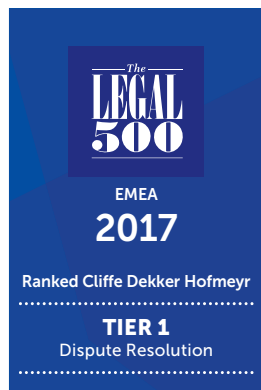 The
LEGAL
500
EMEA
2017
Ranked Cliffe Dekker Hofmeyr
TIER 1
Dispute Resolution